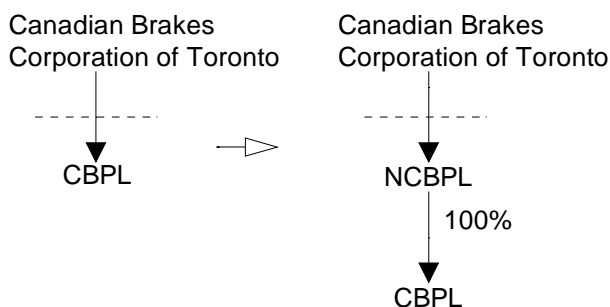 Canadian Brakes
Corporation of Toronto
CBPL
Canadian Brakes
Corporation of Toronto
NCBPL
100%
CBPL